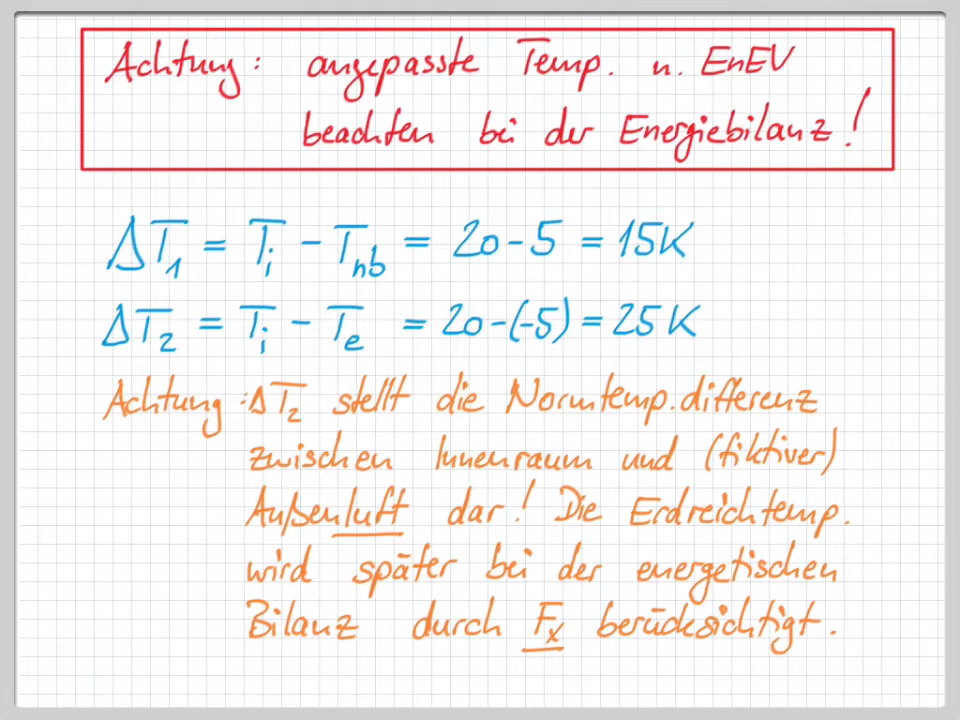 Achtung: angepasste Temp. n. EnEV
beachten bei der Energiebilanz!
ΔT₁ = Tᵢ - Tnb = 20-5 = 15K
ΔT₂ = Tᵢ - Te = 20-(-5) = 25K
Achtung: ΔT₂ stellt die Normtemp.differenz
zwischen Innenraum und (fiktiver)
Außenluft dar! Die Erdreichtemp.
wird später bei der energetischen
Bilanz durch Fx berücksichtigt.